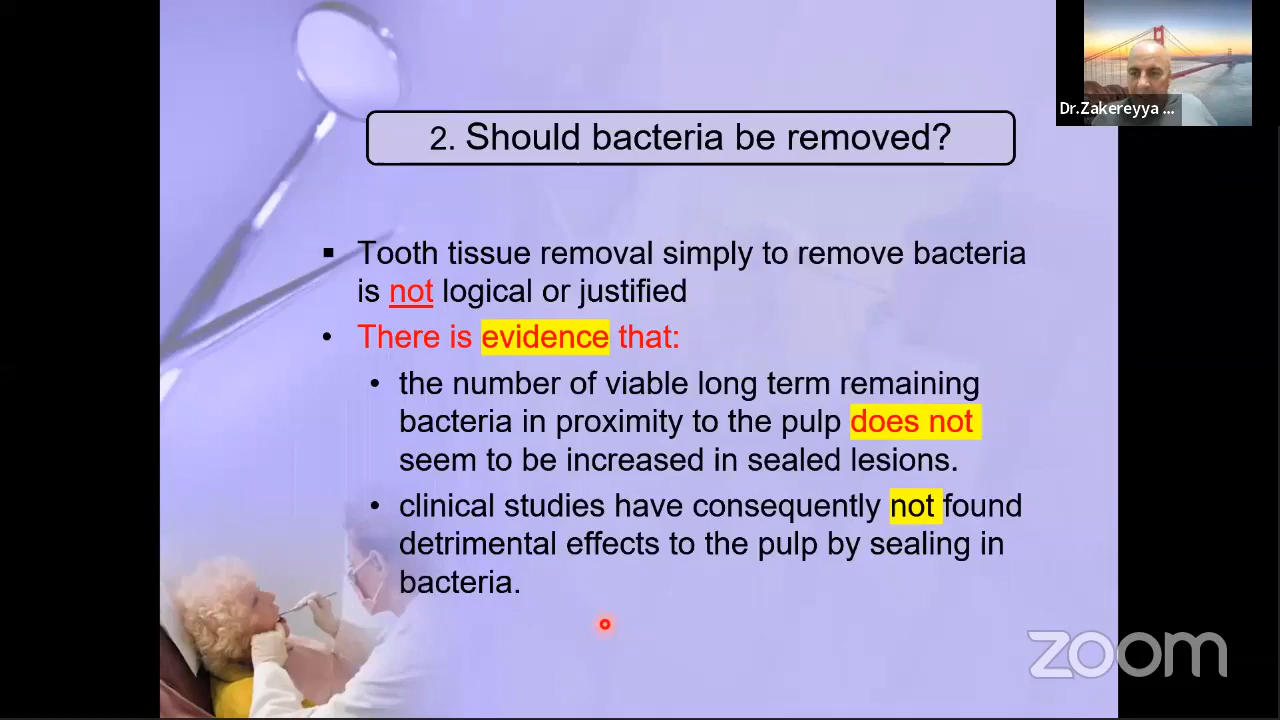 Dr.Zakereyya ...
2. Should bacteria be removed?
▪ Tooth tissue removal simply to remove bacteria
is not logical or justified
• There is evidence that:
• the number of viable long term remaining
bacteria in proximity to the pulp does not
seem to be increased in sealed lesions.
• clinical studies have consequently not found
detrimental effects to the pulp by sealing in
bacteria.
zoom